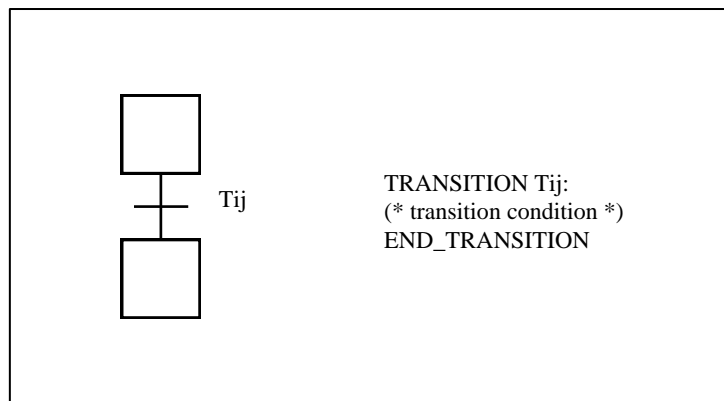 Tij
TRANSITION Tij:
(* transition condition *)
END_TRANSITION